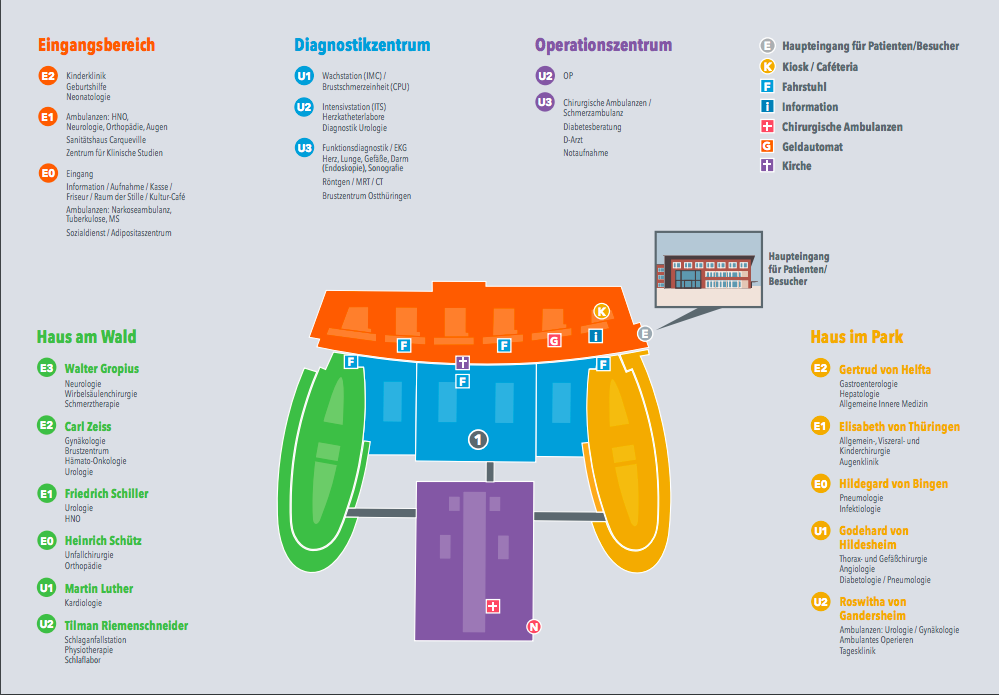 Eingangsbereich
E2 Kinderklinik
Geburtshilfe
Neonatologie
E1 Ambulanzen: HNO,
Neurologie, Orthopädie, Augen
Sanitätshaus Carqueville
Zentrum für Klinische Studien
E0 Eingang
Information / Aufnahme / Kasse /
Friseur / Raum der Stille / Kultur-Café
Ambulanzen: Narkoseambulanz,
Tuberkulose, MS
Sozialdienst / Adipositaszentrum
Diagnostikzentrum
U1 Wachstation (IMC) /
Brustschmerzeinheit (CPU)
U2 Intensivstation (ITS)
Herzkatheterlabore
Diagnostik Urologie
U3 Funktionsdiagnostik / EKG
Herz, Lunge, Gefäße, Darm
(Endoskopie), Sonografie
Röntgen / MRT / CT
Brustzentrum Ostthüringen
Operationszentrum
U2 OP
U3 Chirurgische Ambulanzen /
Schmerzambulanz
Diabetesberatung
D-Arzt
Notaufnahme
E Haupteingang für Patienten/Besucher
K Kiosk / Caféteria
F Fahrstuhl
i Information
Chirurgische Ambulanzen
G Geldautomat
Kirche
Haupteingang
für Patienten/
Besucher
K
E
F
F
G
i
F
F
F
1
N
Haus am Wald
E3 Walter Gropius
Neurologie
Wirbelsäulenchirurgie
Schmerztherapie
E2 Carl Zeiss
Gynäkologie
Brustzentrum
Hämato-Onkologie
Urologie
E1 Friedrich Schiller
Urologie
HNO
E0 Heinrich Schütz
Unfallchirurgie
Orthopädie
U1 Martin Luther
Kardiologie
U2 Tilman Riemenschneider
Schlaganfallstation
Physiotherapie
Schlaflabor
Haus im Park
E2 Gertrud von Helfta
Gastroenterologie
Hepatologie
Allgemeine Innere Medizin
E1 Elisabeth von Thüringen
Allgemein-, Viszeral- und
Kinderchirurgie
Augenklinik
E0 Hildegard von Bingen
Pneumologie
Infektiologie
U1 Godehard von
Hildesheim
Thorax- und Gefäßchirurgie
Angiologie
Diabetologie / Pneumologie
U2 Roswitha von
Gandersheim
Ambulanzen: Urologie / Gynäkologie
Ambulantes Operieren
Tagesklinik